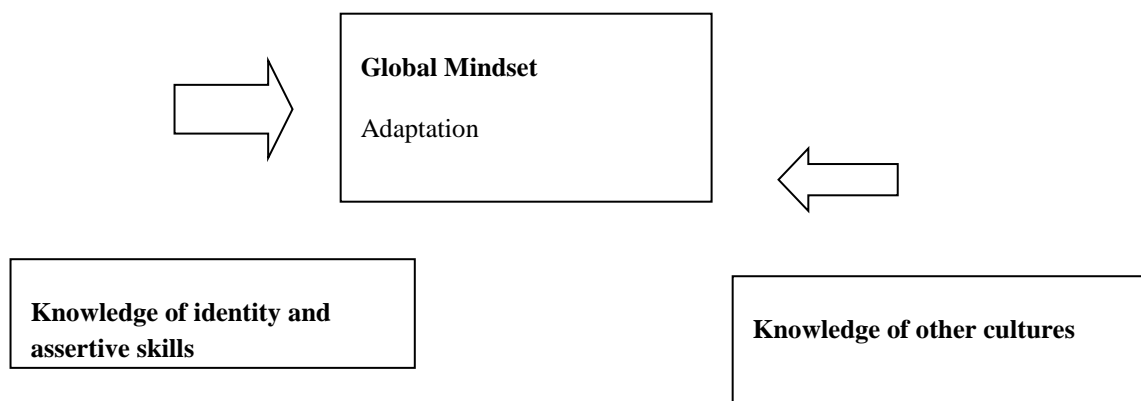 Global Mindset
Adaptation
Knowledge of identity and
assertive skills
Knowledge of other cultures